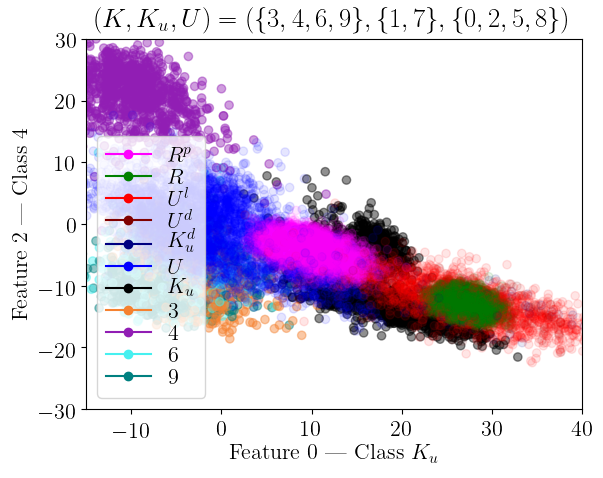 (K, K_u, U) = ({3, 4, 6, 9}, {1, 7}, {0, 2, 5, 8})
Feature 2 — Class 4
30
20
10
0
−10
−20
−30
R^p
R
U^l
U^d
K_u^d
U
K_u
3
4
6
9
−10 0 10 20 30 40
Feature 0 — Class K_u